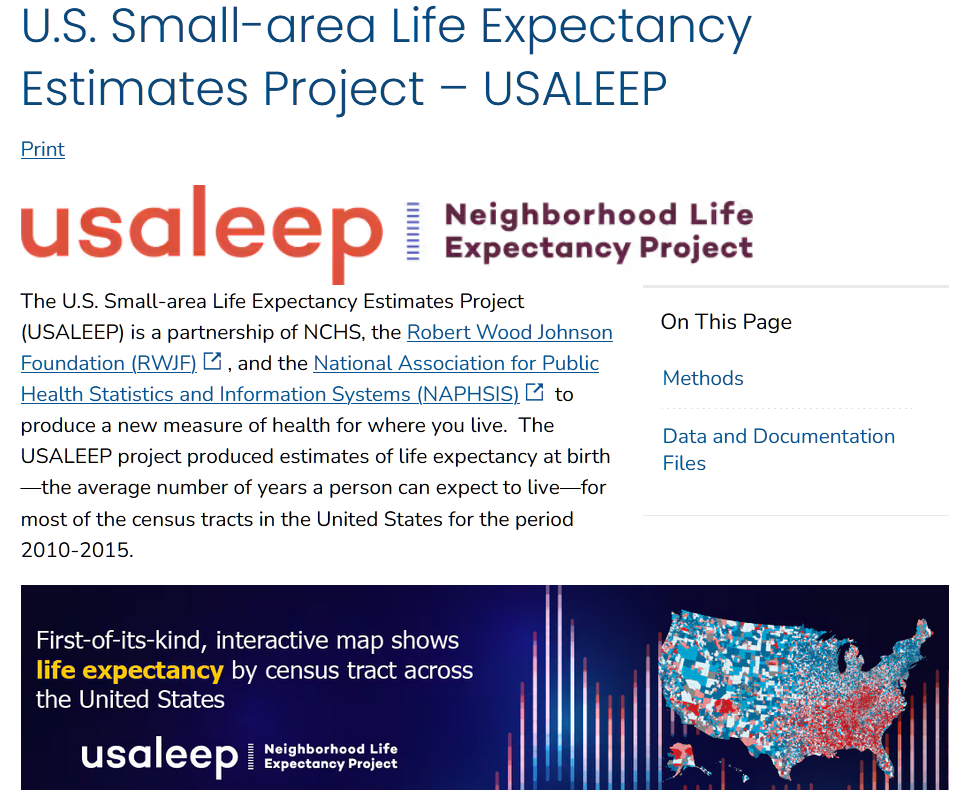 U.S. Small-area Life Expectancy
Estimates Project – USALEEP
Print
usaleep
Neighborhood Life
Expectancy Project
The U.S. Small-area Life Expectancy Estimates Project
(USALEEP) is a partnership of NCHS, the Robert Wood Johnson
Foundation (RWJF) , and the National Association for Public
Health Statistics and Information Systems (NAPHSIS) to
produce a new measure of health for where you live. The
USALEEP project produced estimates of life expectancy at birth
—the average number of years a person can expect to live—for
most of the census tracts in the United States for the period
2010-2015.
On This Page
Methods
Data and Documentation
Files
First-of-its-kind, interactive map shows
life expectancy by census tract across
the United States
usaleep
Neighborhood Life
Expectancy Project